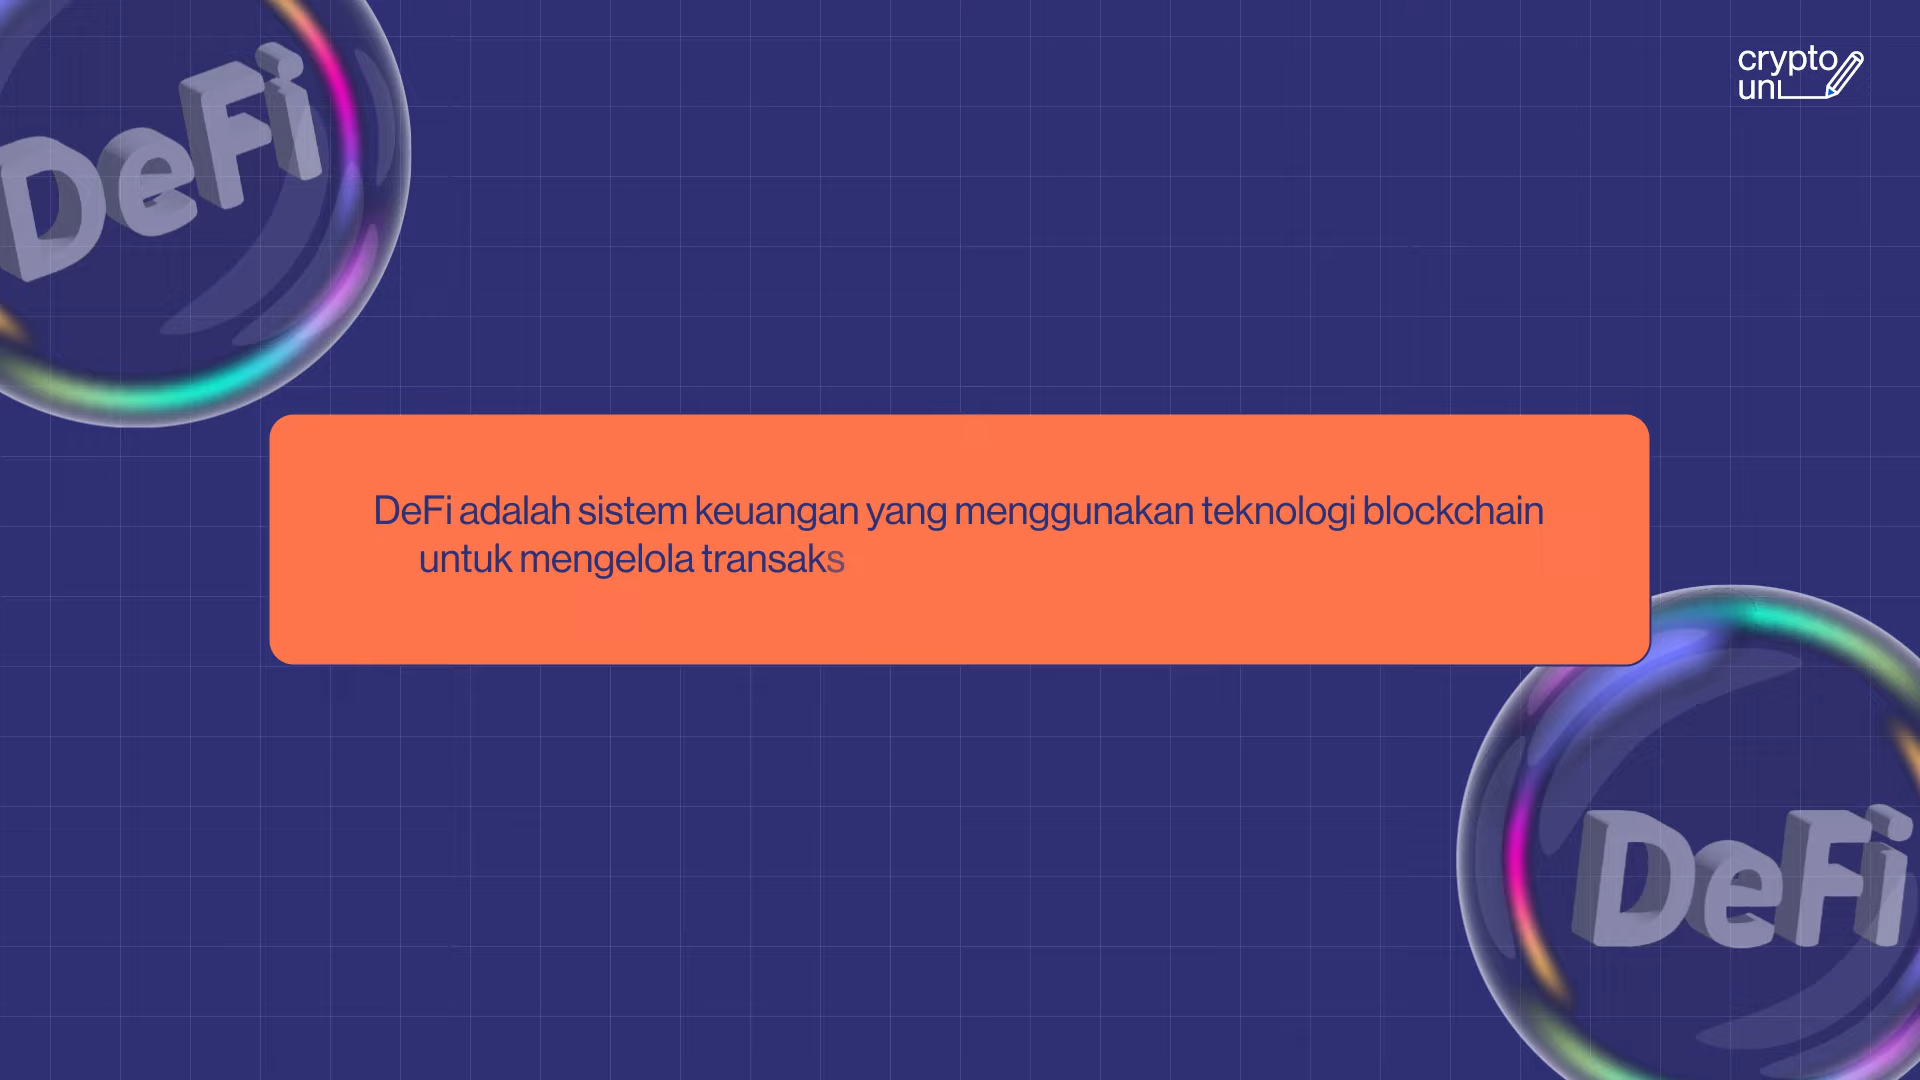 DeFi
crypto
uni
DeFi adalah sistem keuangan yang menggunakan teknologi blockchain
untuk mengelola transaks
DeFi